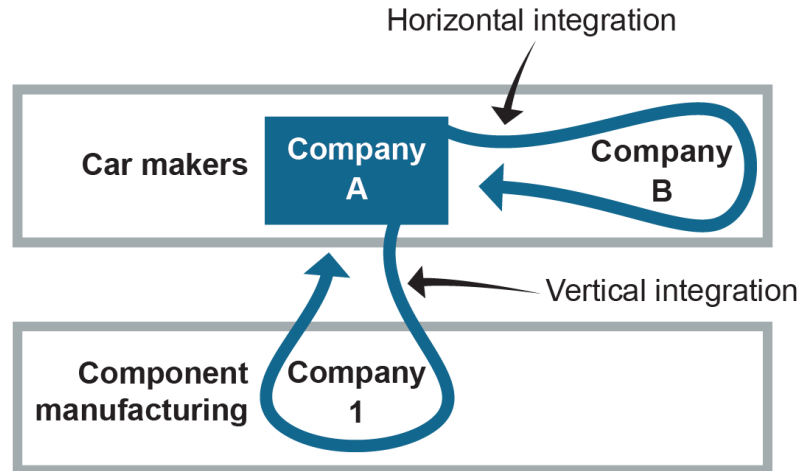 Horizontal integration
Car makers
Company
A
Company
B
Vertical integration
Component
manufacturing
Company
1